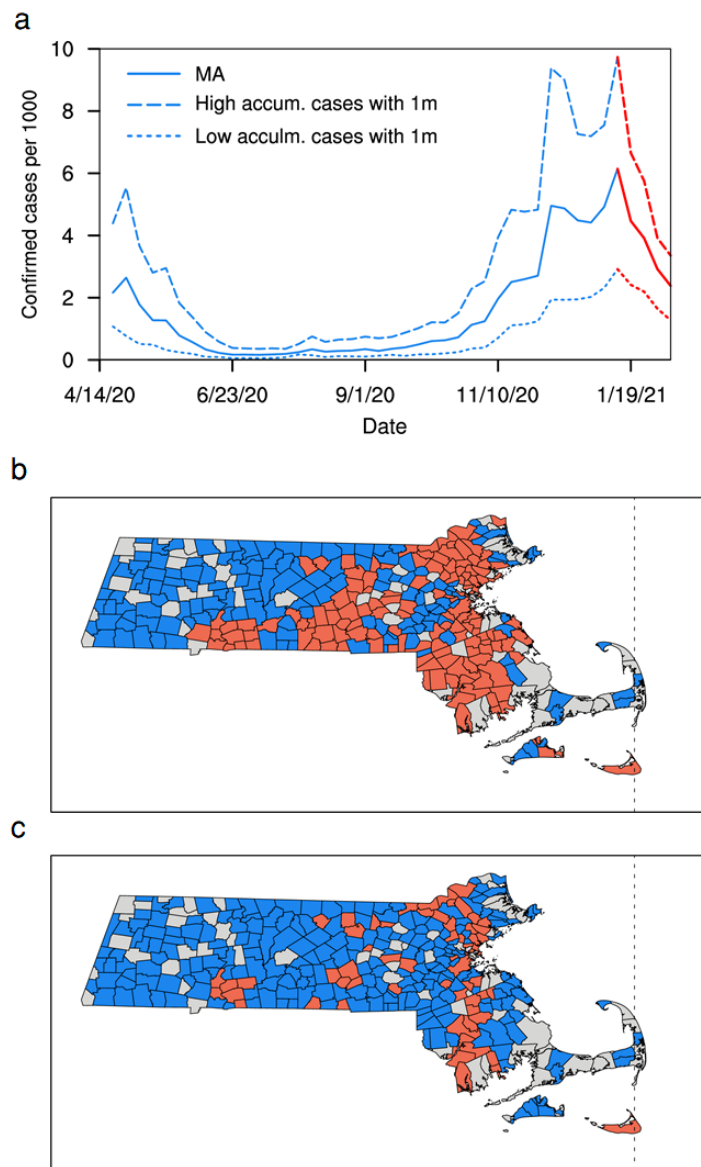 a
10
8
6
4
2
0
Confirmed cases per 1000
MA
High accum. cases with 1m
Low acculm. cases with 1m
4/14/20 6/23/20 9/1/20 11/10/20 1/19/21
Date
b
c